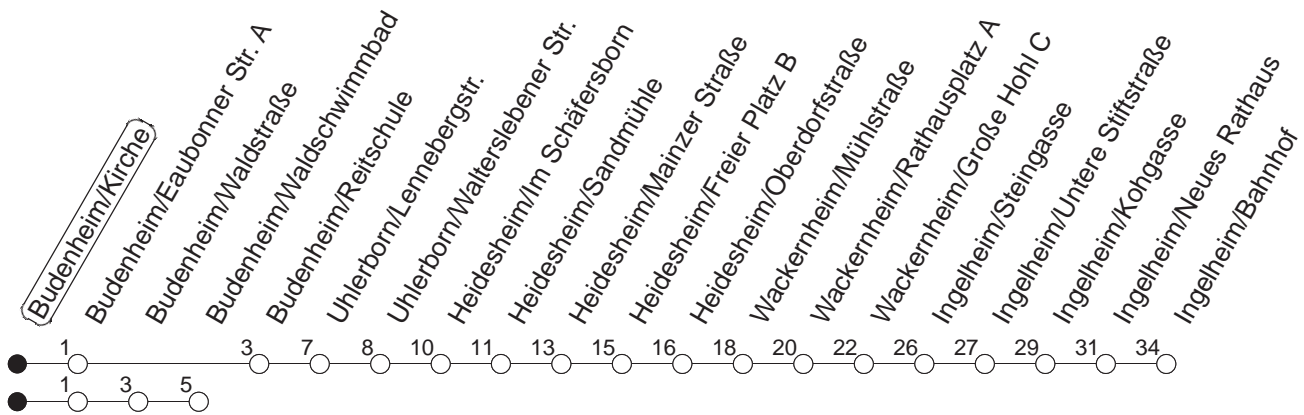 Budenheim/Kirche
Budenheim/Eaubonner Str. A
Budenheim/Waldstraße
Budenheim/Waldschwimmbad
Budenheim/Reitschule
Uhlerborn/Lennebergstr.
Uhlerborn/Walterslebener Str.
Heidesheim/Im Schäfersborn
Heidesheim/Sandmühle
Heidesheim/Mainzer Straße
Heidesheim/Freier Platz B
Heidesheim/Oberdorfstraße
Wackernheim/Mühlstraße
Wackernheim/Rathausplatz A
Wackernheim/Große Hohl C
Ingelheim/Steingasse
Ingelheim/Untere Stiftstraße
Ingelheim/Kohgasse
Ingelheim/Neues Rathaus
Ingelheim/Bahnhof
1 3 7 8 10 11 13 15 16 18 20 22 26 27 29 31 34
1 3 5